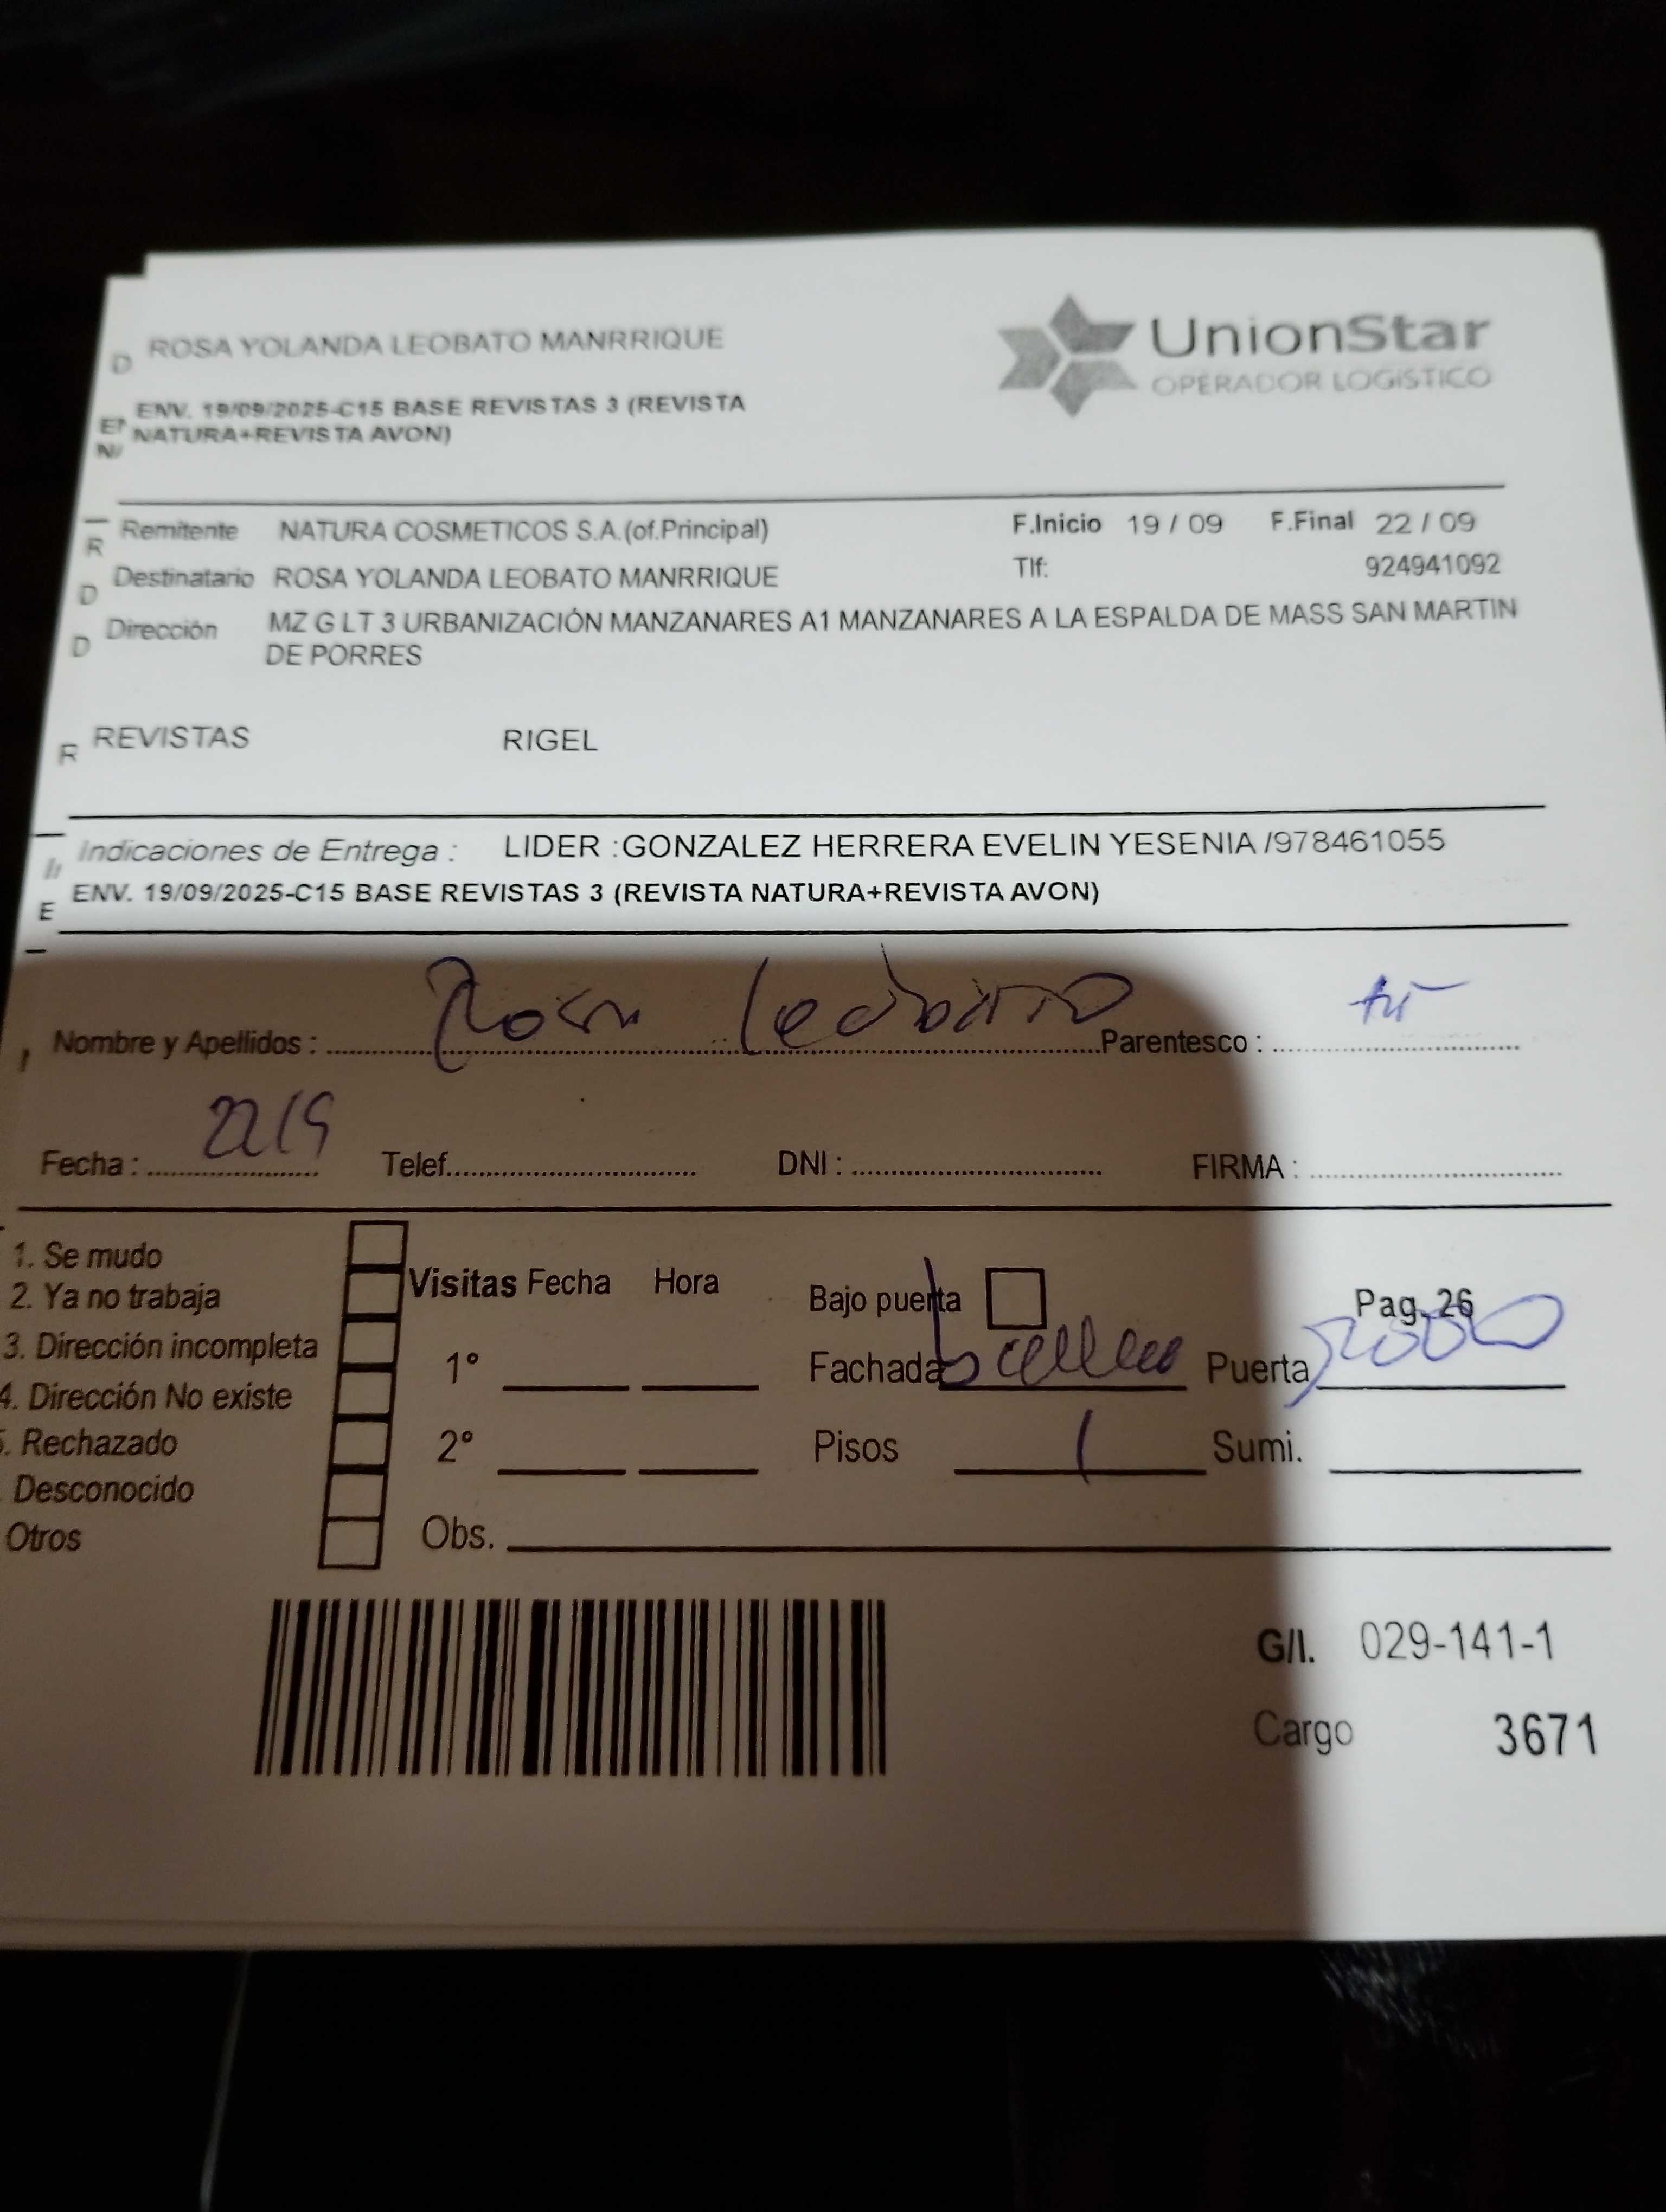 ROSA YOLANDA LEOBATO MANRRIQUE
UnionStar
OPERADOR LOGÍSTICO
ENV. 19/09/2025-C15 BASE REVISTAS 3 (REVISTA
NATURA+REVISTA AVON)
Remitente NATURA COSMETICOS S.A.(of.Principal) F.Inicio 19 / 09 F.Final 22 / 09
Destinatario ROSA YOLANDA LEOBATO MANRRIQUE Tlf: 924941092
Dirección MZ G LT 3 URBANIZACIÓN MANZANARES A1 MANZANARES A LA ESPALDA DE MASS SAN MARTIN
DE PORRES
REVISTAS RIGEL
Indicaciones de Entrega : LIDER :GONZALEZ HERRERA EVELIN YESENIA /978461055
ENV. 19/09/2025-C15 BASE REVISTAS 3 (REVISTA NATURA+REVISTA AVON)
Nombre y Apellidos : Rosa Parentesco :
Fecha : 22/9 Telef. DNI : FIRMA :
1. Se mudo
2. Ya no trabaja
3. Dirección incompleta
4. Dirección No existe
. Rechazado
Desconocido
Otros
Visitas Fecha Hora
1°
2°
Obs.
Bajo puerta
Pag. 26
Fachada Puerta
Pisos 1 Sumi.
G/I. 029-141-1
Cargo 3671